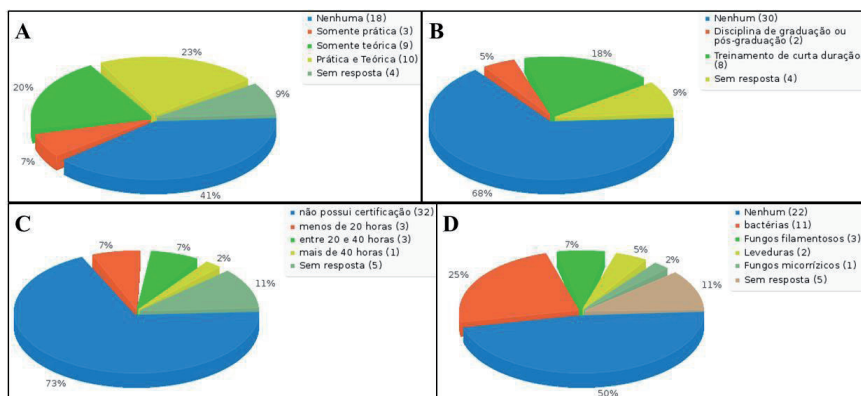 A
Nenhuma (18)
Somente prática (3)
Somente teórica (9)
Prática e Teórica (10)
Sem resposta (4)
23%
20%
9%
7%
41%
B
Nenhum (30)
Disciplina de graduação ou
pós-graduação (2)
Treinamento de curta duração
(8)
Sem resposta (4)
18%
5%
9%
68%
C
não possui certificação (32)
menos de 20 horas (3)
entre 20 e 40 horas (3)
mais de 40 horas (1)
Sem resposta (5)
7%
7%
2%
11%
73%
D
Nenhum (22)
bactérias (11)
Fungos filamentosos (3)
Leveduras (2)
Fungos micorrízicos (1)
Sem resposta (5)
7%
5%
2%
25%
11%
50%